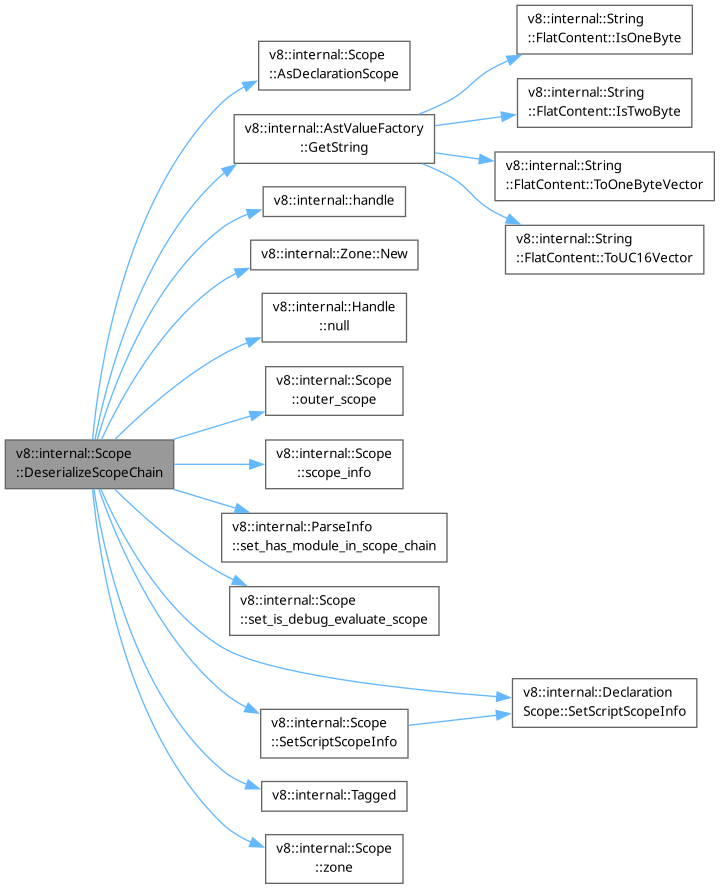 v8::internal::Scope
::DeserializeScopeChain
v8::internal::Scope
::AsDeclarationScope
v8::internal::AstValueFactory
::GetString
v8::internal::String
::FlatContent::IsOneByte
v8::internal::String
::FlatContent::IsTwoByte
v8::internal::String
::FlatContent::ToOneByteVector
v8::internal::String
::FlatContent::ToUC16Vector
v8::internal::handle
v8::internal::Zone::New
v8::internal::Handle
::null
v8::internal::Scope
::outer_scope
v8::internal::Scope
::scope_info
v8::internal::ParseInfo
::set_has_module_in_scope_chain
v8::internal::Scope
::set_is_debug_evaluate_scope
v8::internal::Declaration
Scope::SetScriptScopeInfo
v8::internal::Scope
::SetScriptScopeInfo
v8::internal::Tagged
v8::internal::Scope
::zone